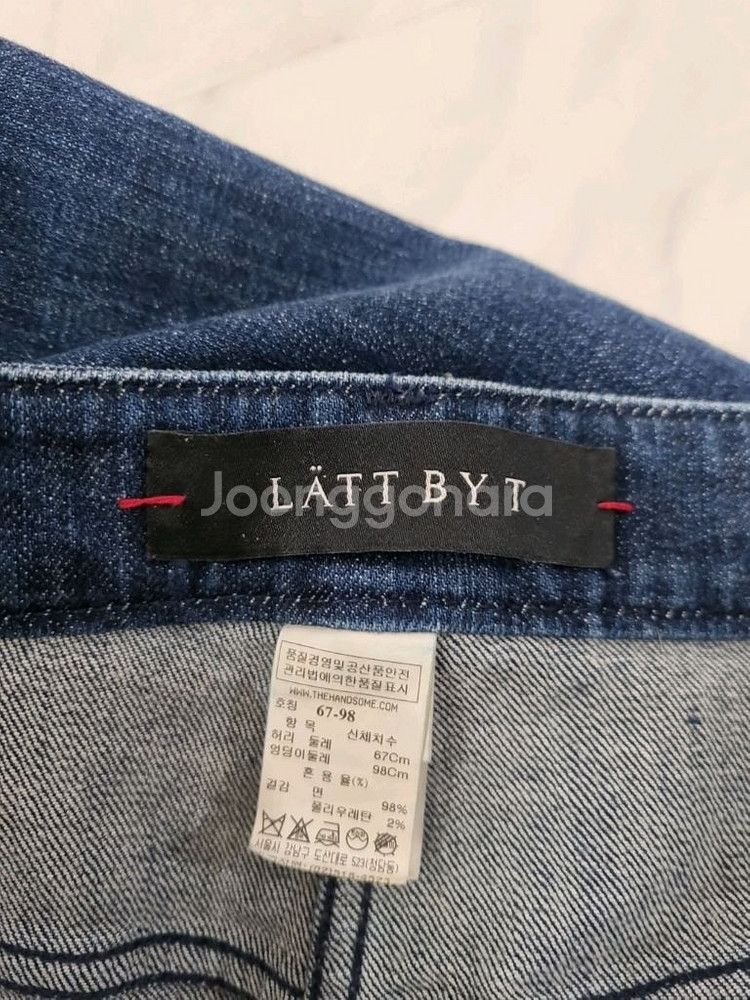 LÄTT BY T
Joonggonara
품질경영및공산품안전
관리법에의한품질표시
WWW.THEHANDSOME.COM
호칭 67-98
항 목 신체치수
허리 둘레 67Cm
엉덩이둘레 98Cm
혼 용 율(%)
겉감 면 98%
폴리우레탄 2%
서울시 강남구 도산대로 523(청담동)